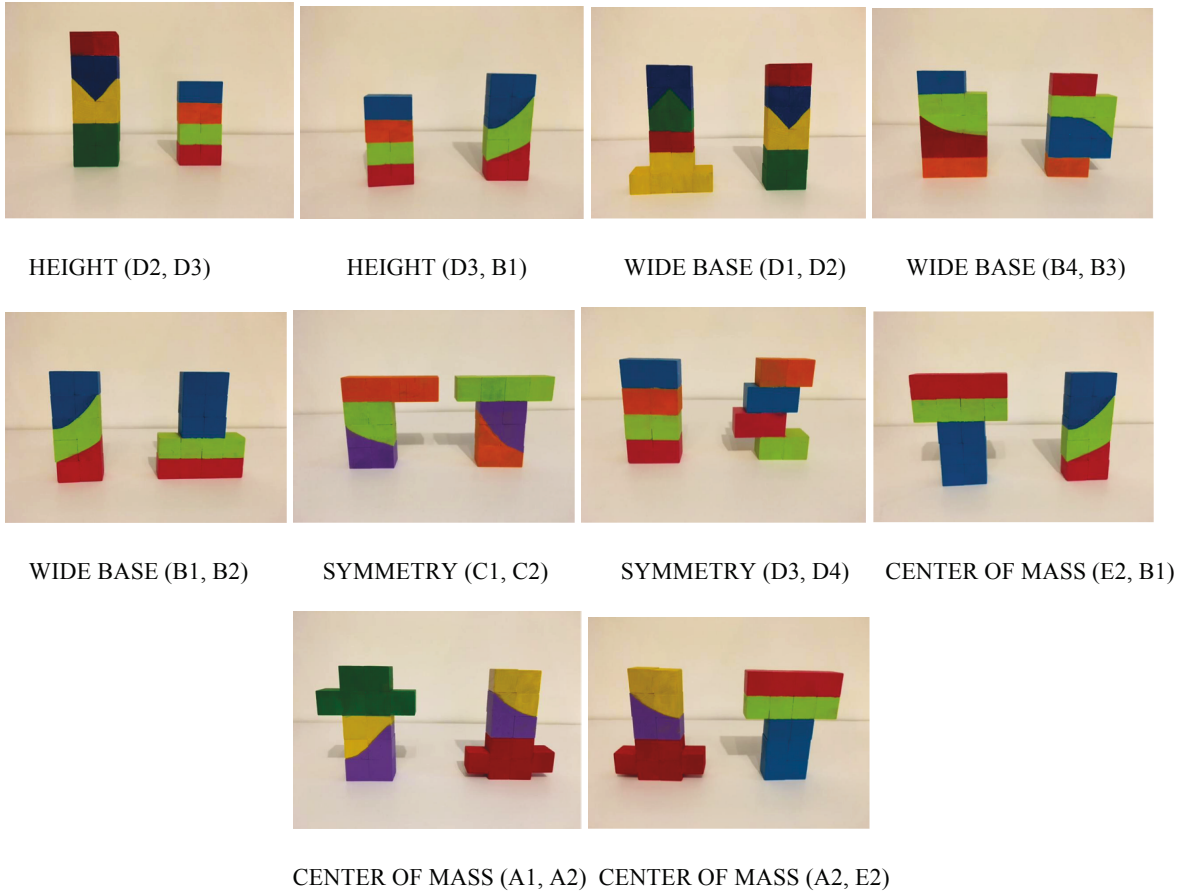 HEIGHT (D2, D3)
HEIGHT (D3, B1)
WIDE BASE (D1, D2)
WIDE BASE (B4, B3)
WIDE BASE (B1, B2)
SYMMETRY (C1, C2)
SYMMETRY (D3, D4)
CENTER OF MASS (E2, B1)
CENTER OF MASS (A1, A2)
CENTER OF MASS (A2, E2)